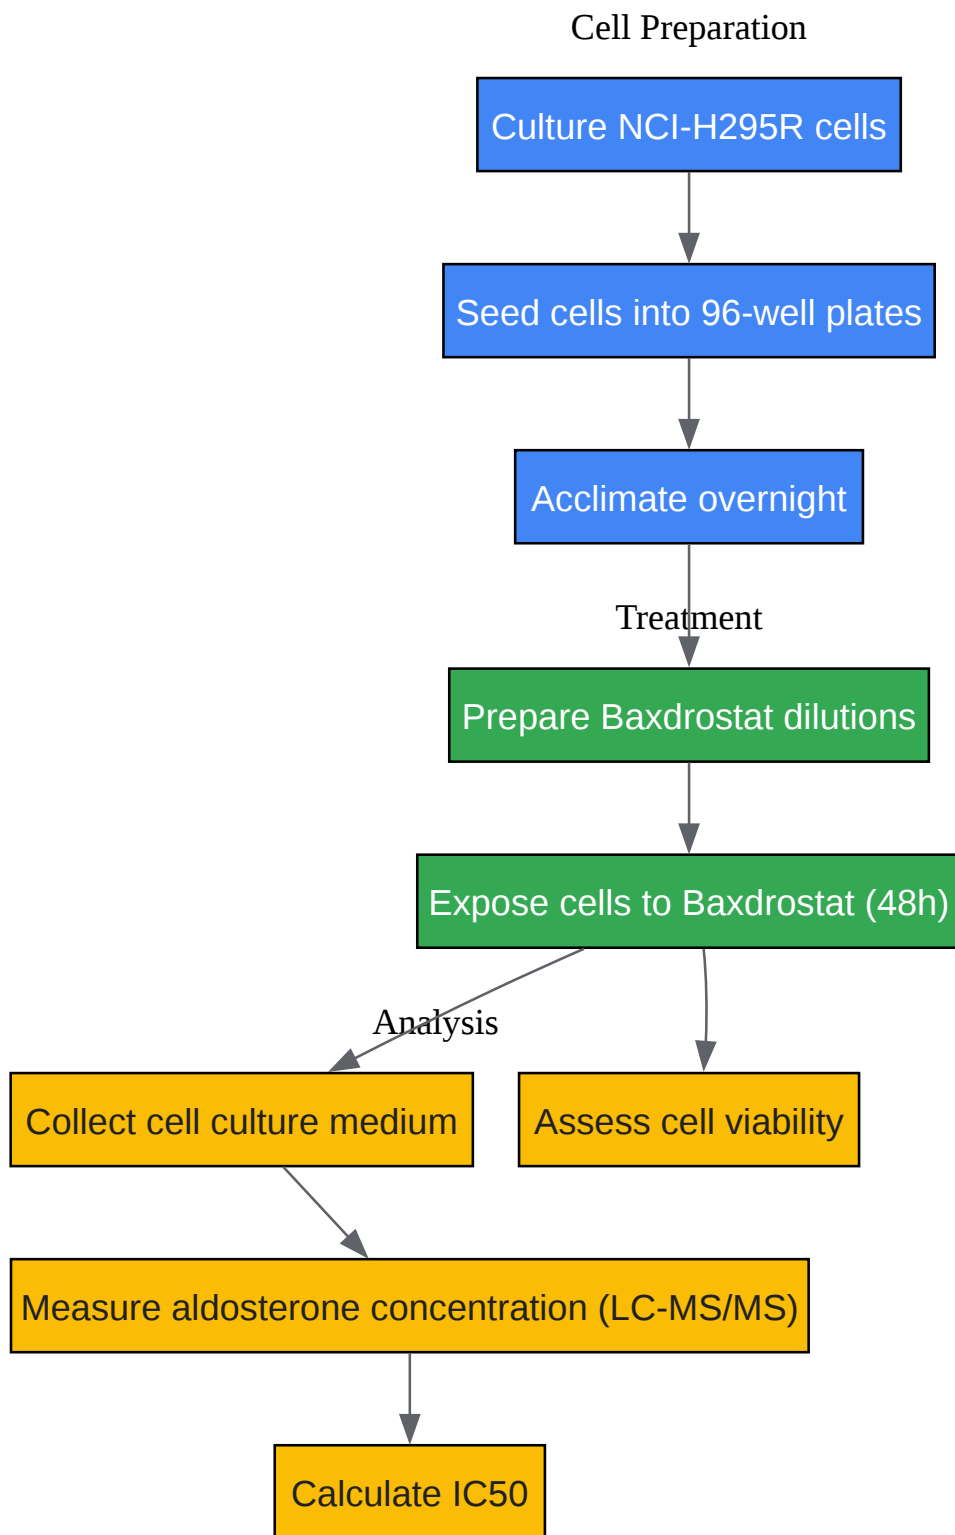 Cell Preparation
Culture NCI-H295R cells
Seed cells into 96-well plates
Acclimate overnight
Treatment
Prepare Baxdrostat dilutions
Expose cells to Baxdrostat (48h)
Analysis
Collect cell culture medium
Assess cell viability
Measure aldosterone concentration (LC-MS/MS)
Calculate IC50